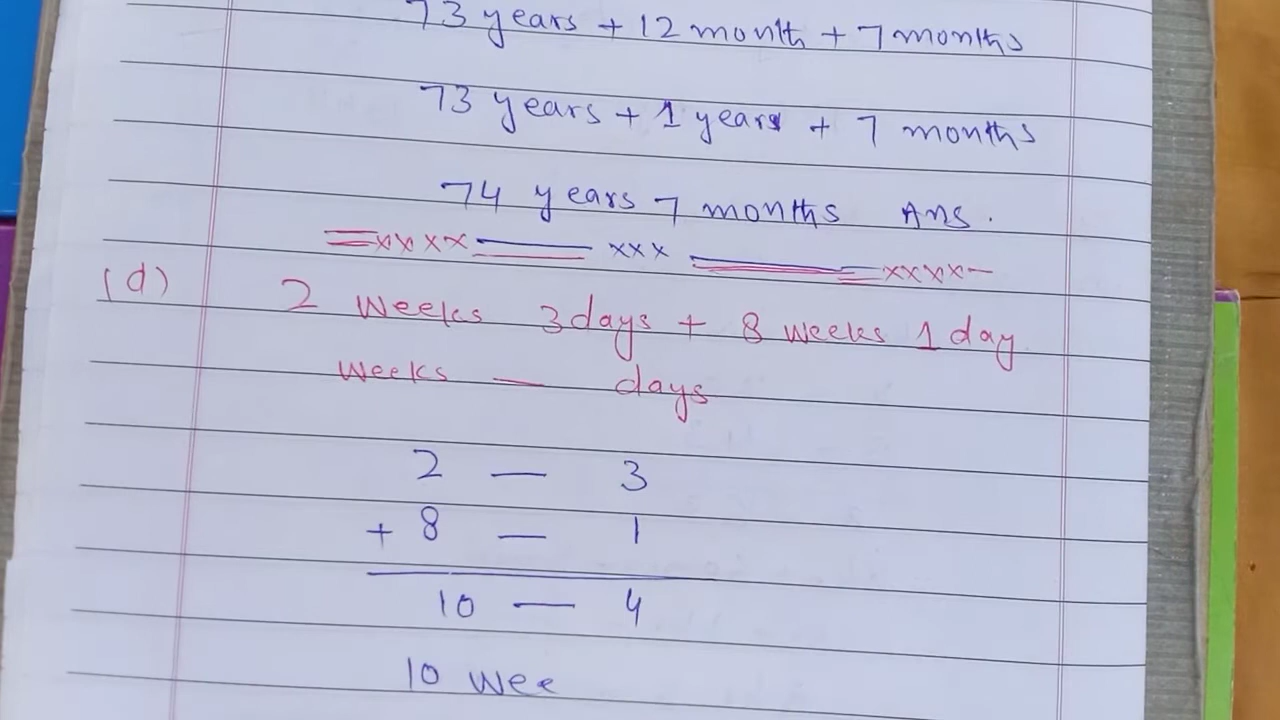 73 years + 12 month + 7 months
73 years + 1 years + 7 months
74 years 7 months Ans.
=xxxx == xxx == =xxxx-
(d) 2 weeks 3 days + 8 weeks 1 day
weeks — days
2 — 3
+ 8 — 1
10 — 4
10 wee